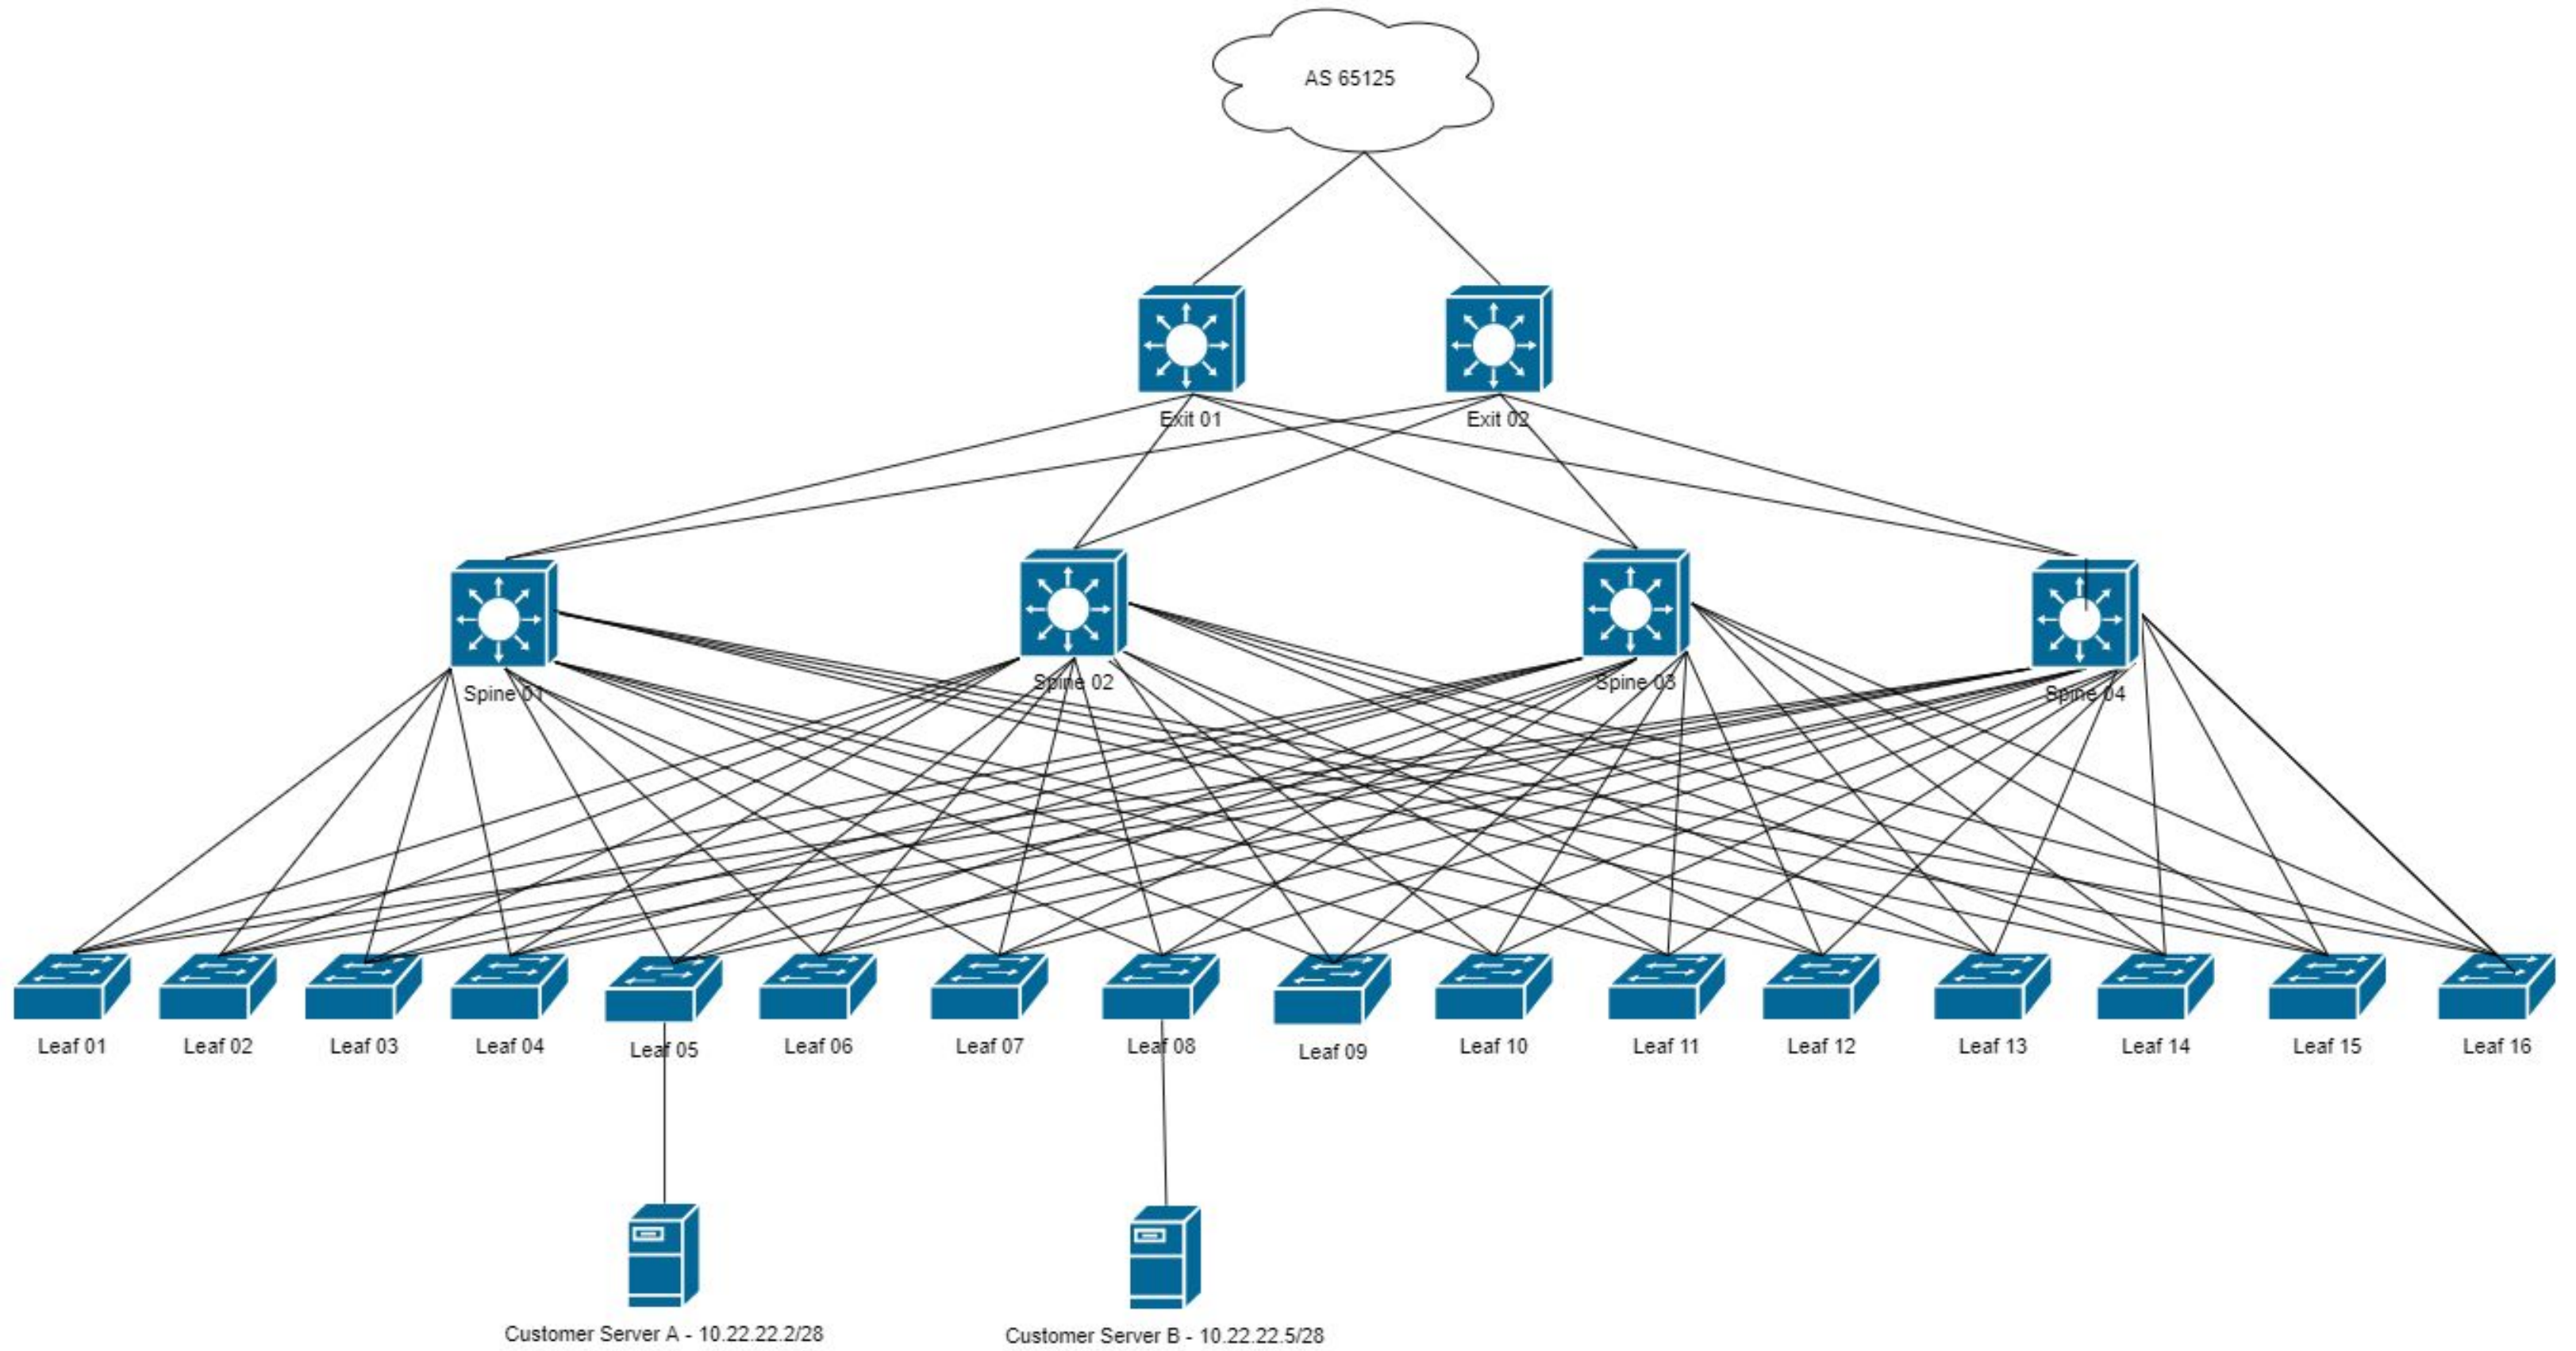 AS 65125
Exit 01
Exit 02
Spine 01
Spine 02
Spine 03
Spine 04
Leaf 01
Leaf 02
Leaf 03
Leaf 04
Leaf 05
Leaf 06
Leaf 07
Leaf 08
Leaf 09
Leaf 10
Leaf 11
Leaf 12
Leaf 13
Leaf 14
Leaf 15
Leaf 16
Customer Server A - 10.22.22.2/28
Customer Server B - 10.22.22.5/28